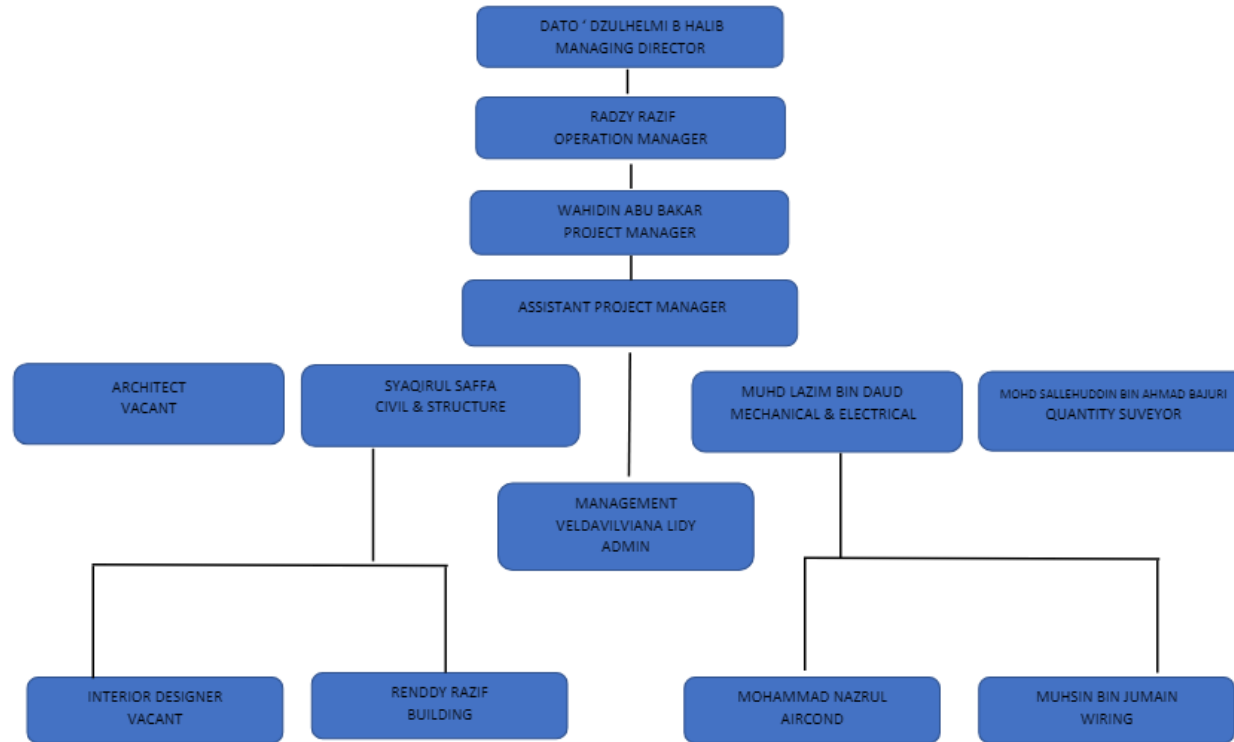 DATO ' DZULHELMI B HALIB
MANAGING DIRECTOR
RADZY RAZIF
OPERATION MANAGER
WAHIDIN ABU BAKAR
PROJECT MANAGER
ASSISTANT PROJECT MANAGER
ARCHITECT
VACANT
SYAQIRUL SAFFA
CIVIL & STRUCTURE
MUHD LAZIM BIN DAUD
MECHANICAL & ELECTRICAL
MOHD SALLEHUDDIN BIN AHMAD BAJURI
QUANTITY SUVEYOR
MANAGEMENT
VELDAVILVIANA LIDY
ADMIN
INTERIOR DESIGNER
VACANT
RENDDY RAZIF
BUILDING
MOHAMMAD NAZRUL
AIRCOND
MUHSIN BIN JUMAIN
WIRING